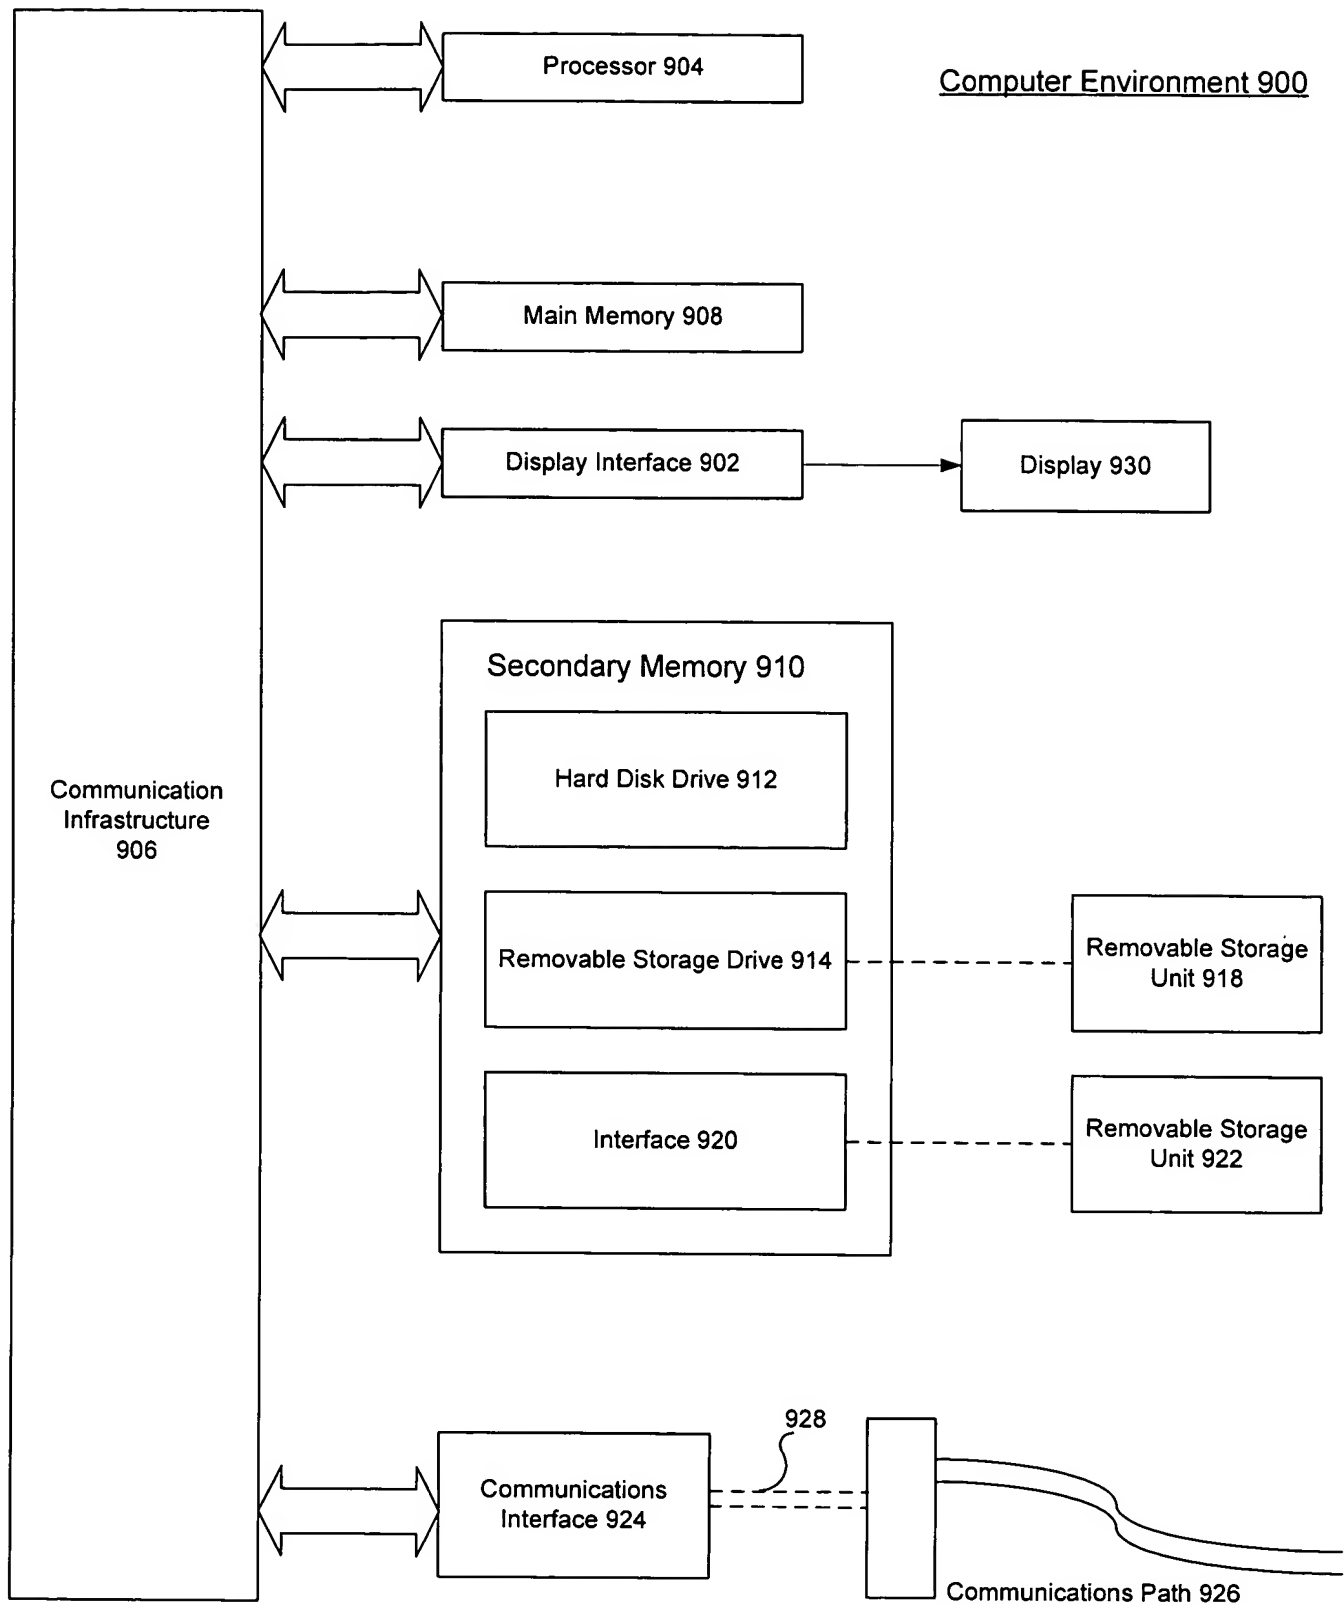 Processor 904
Computer Environment 900
Main Memory 908
Display Interface 902
Display 930
Secondary Memory 910
Hard Disk Drive 912
Communication
Infrastructure
906
Removable Storage Drive 914
Removable Storage
Unit 918
Interface 920
Removable Storage
Unit 922
928
Communications
Interface 924
Communications Path 926